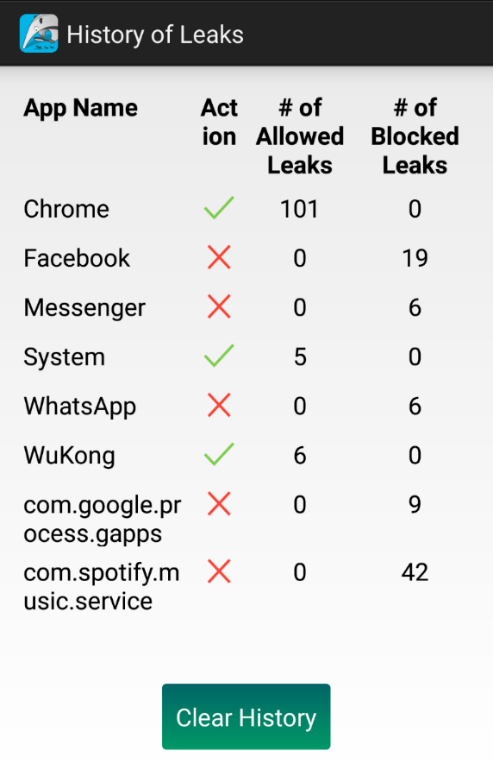 History of Leaks
App Name Act # of # of
ion Allowed Blocked
Leaks Leaks
Chrome 101 0
Facebook 0 19
Messenger 0 6
System 5 0
WhatsApp 0 6
WuKong 6 0
com.google.pr 0 9
ocess.gapps
com.spotify.m 0 42
usic.service
Clear History